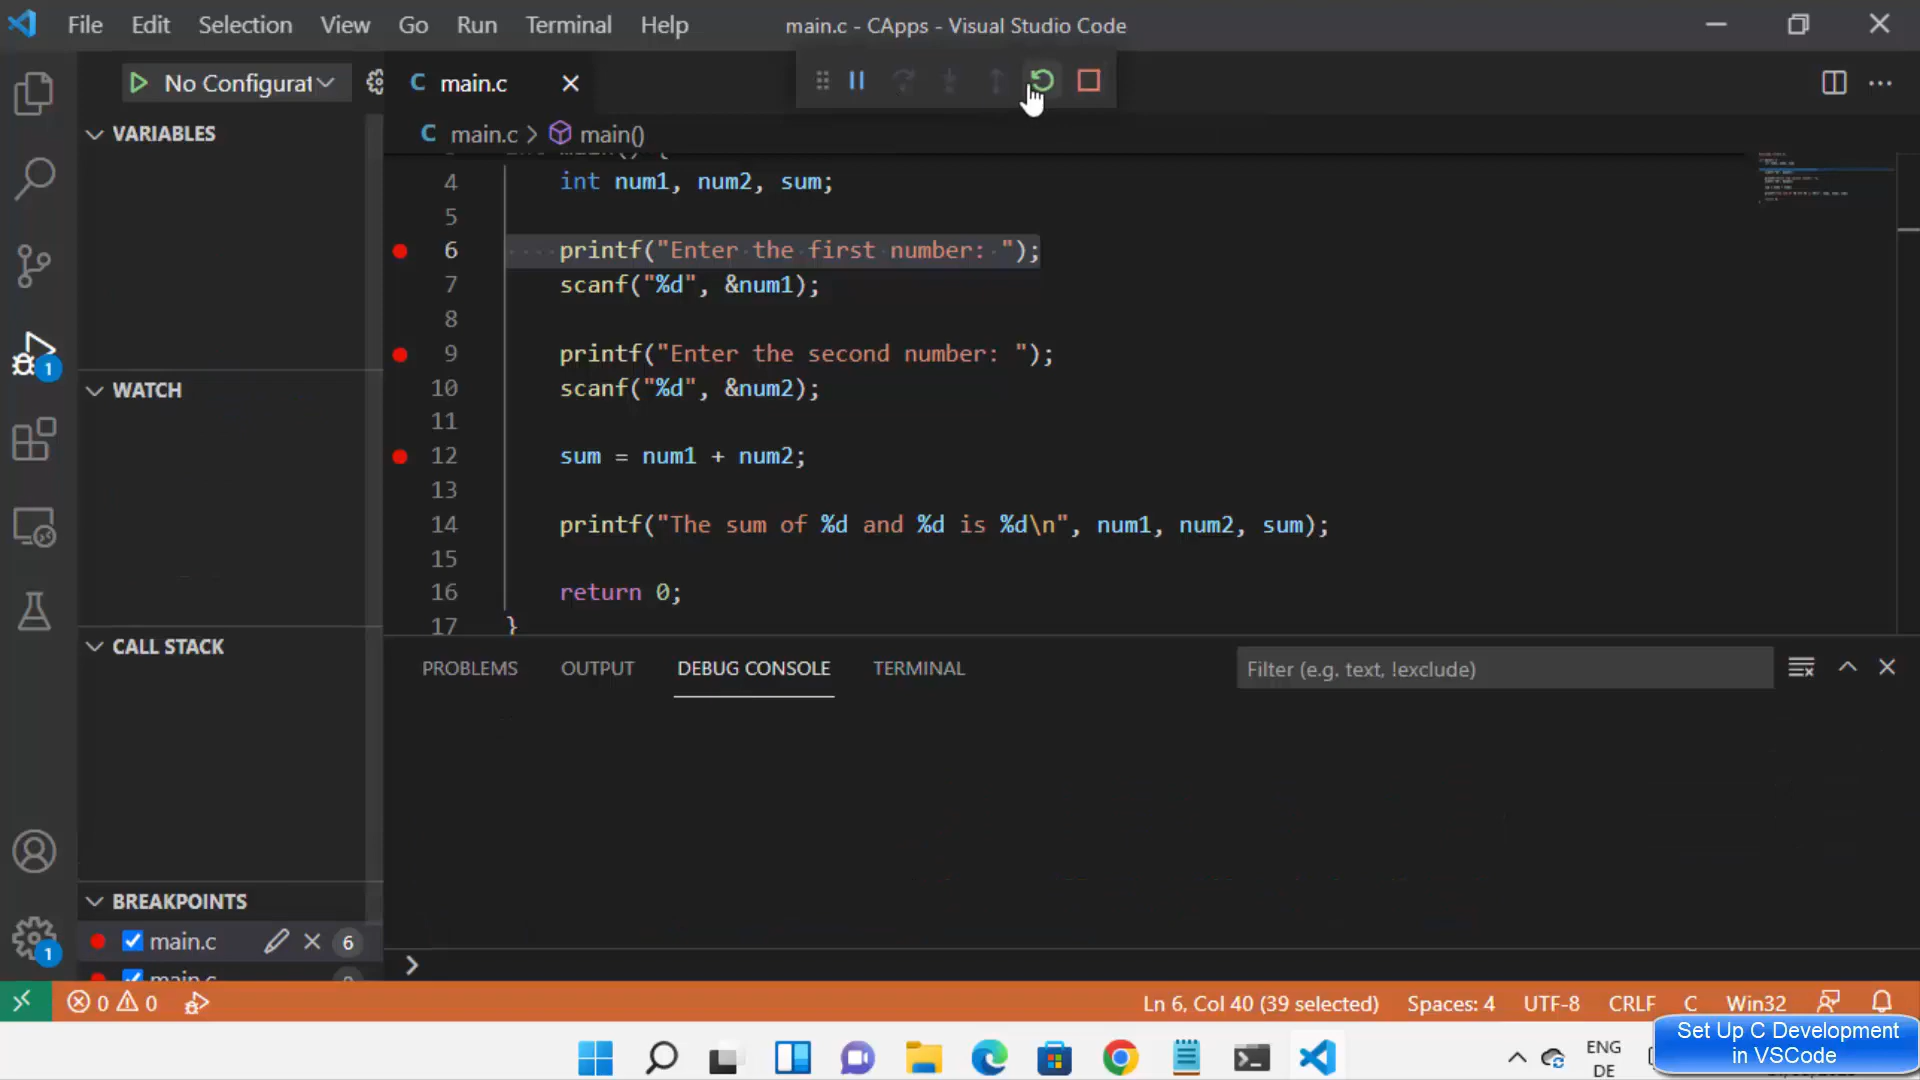 File Edit Selection View Go Run Terminal Help main.c - CApps - Visual Studio Code
No Configurat
main.c
VARIABLES
main.c > main()
4 int num1, num2, sum;
5
6 printf("Enter the first number: ");
7 scanf("%d", &num1);
8
9 printf("Enter the second number: ");
10 scanf("%d", &num2);
11
12 sum = num1 + num2;
13
14 printf("The sum of %d and %d is %d\n", num1, num2, sum);
15
16 return 0;
17 }
1
WATCH
CALL STACK
PROBLEMS OUTPUT DEBUG CONSOLE TERMINAL Filter (e.g. text, !exclude)
BREAKPOINTS
main.c 6
main.c
1
0 0 Ln 6, Col 40 (39 selected) Spaces: 4 UTF-8 CRLF C Win32
ENG
DE
Set Up C Development
in VSCode